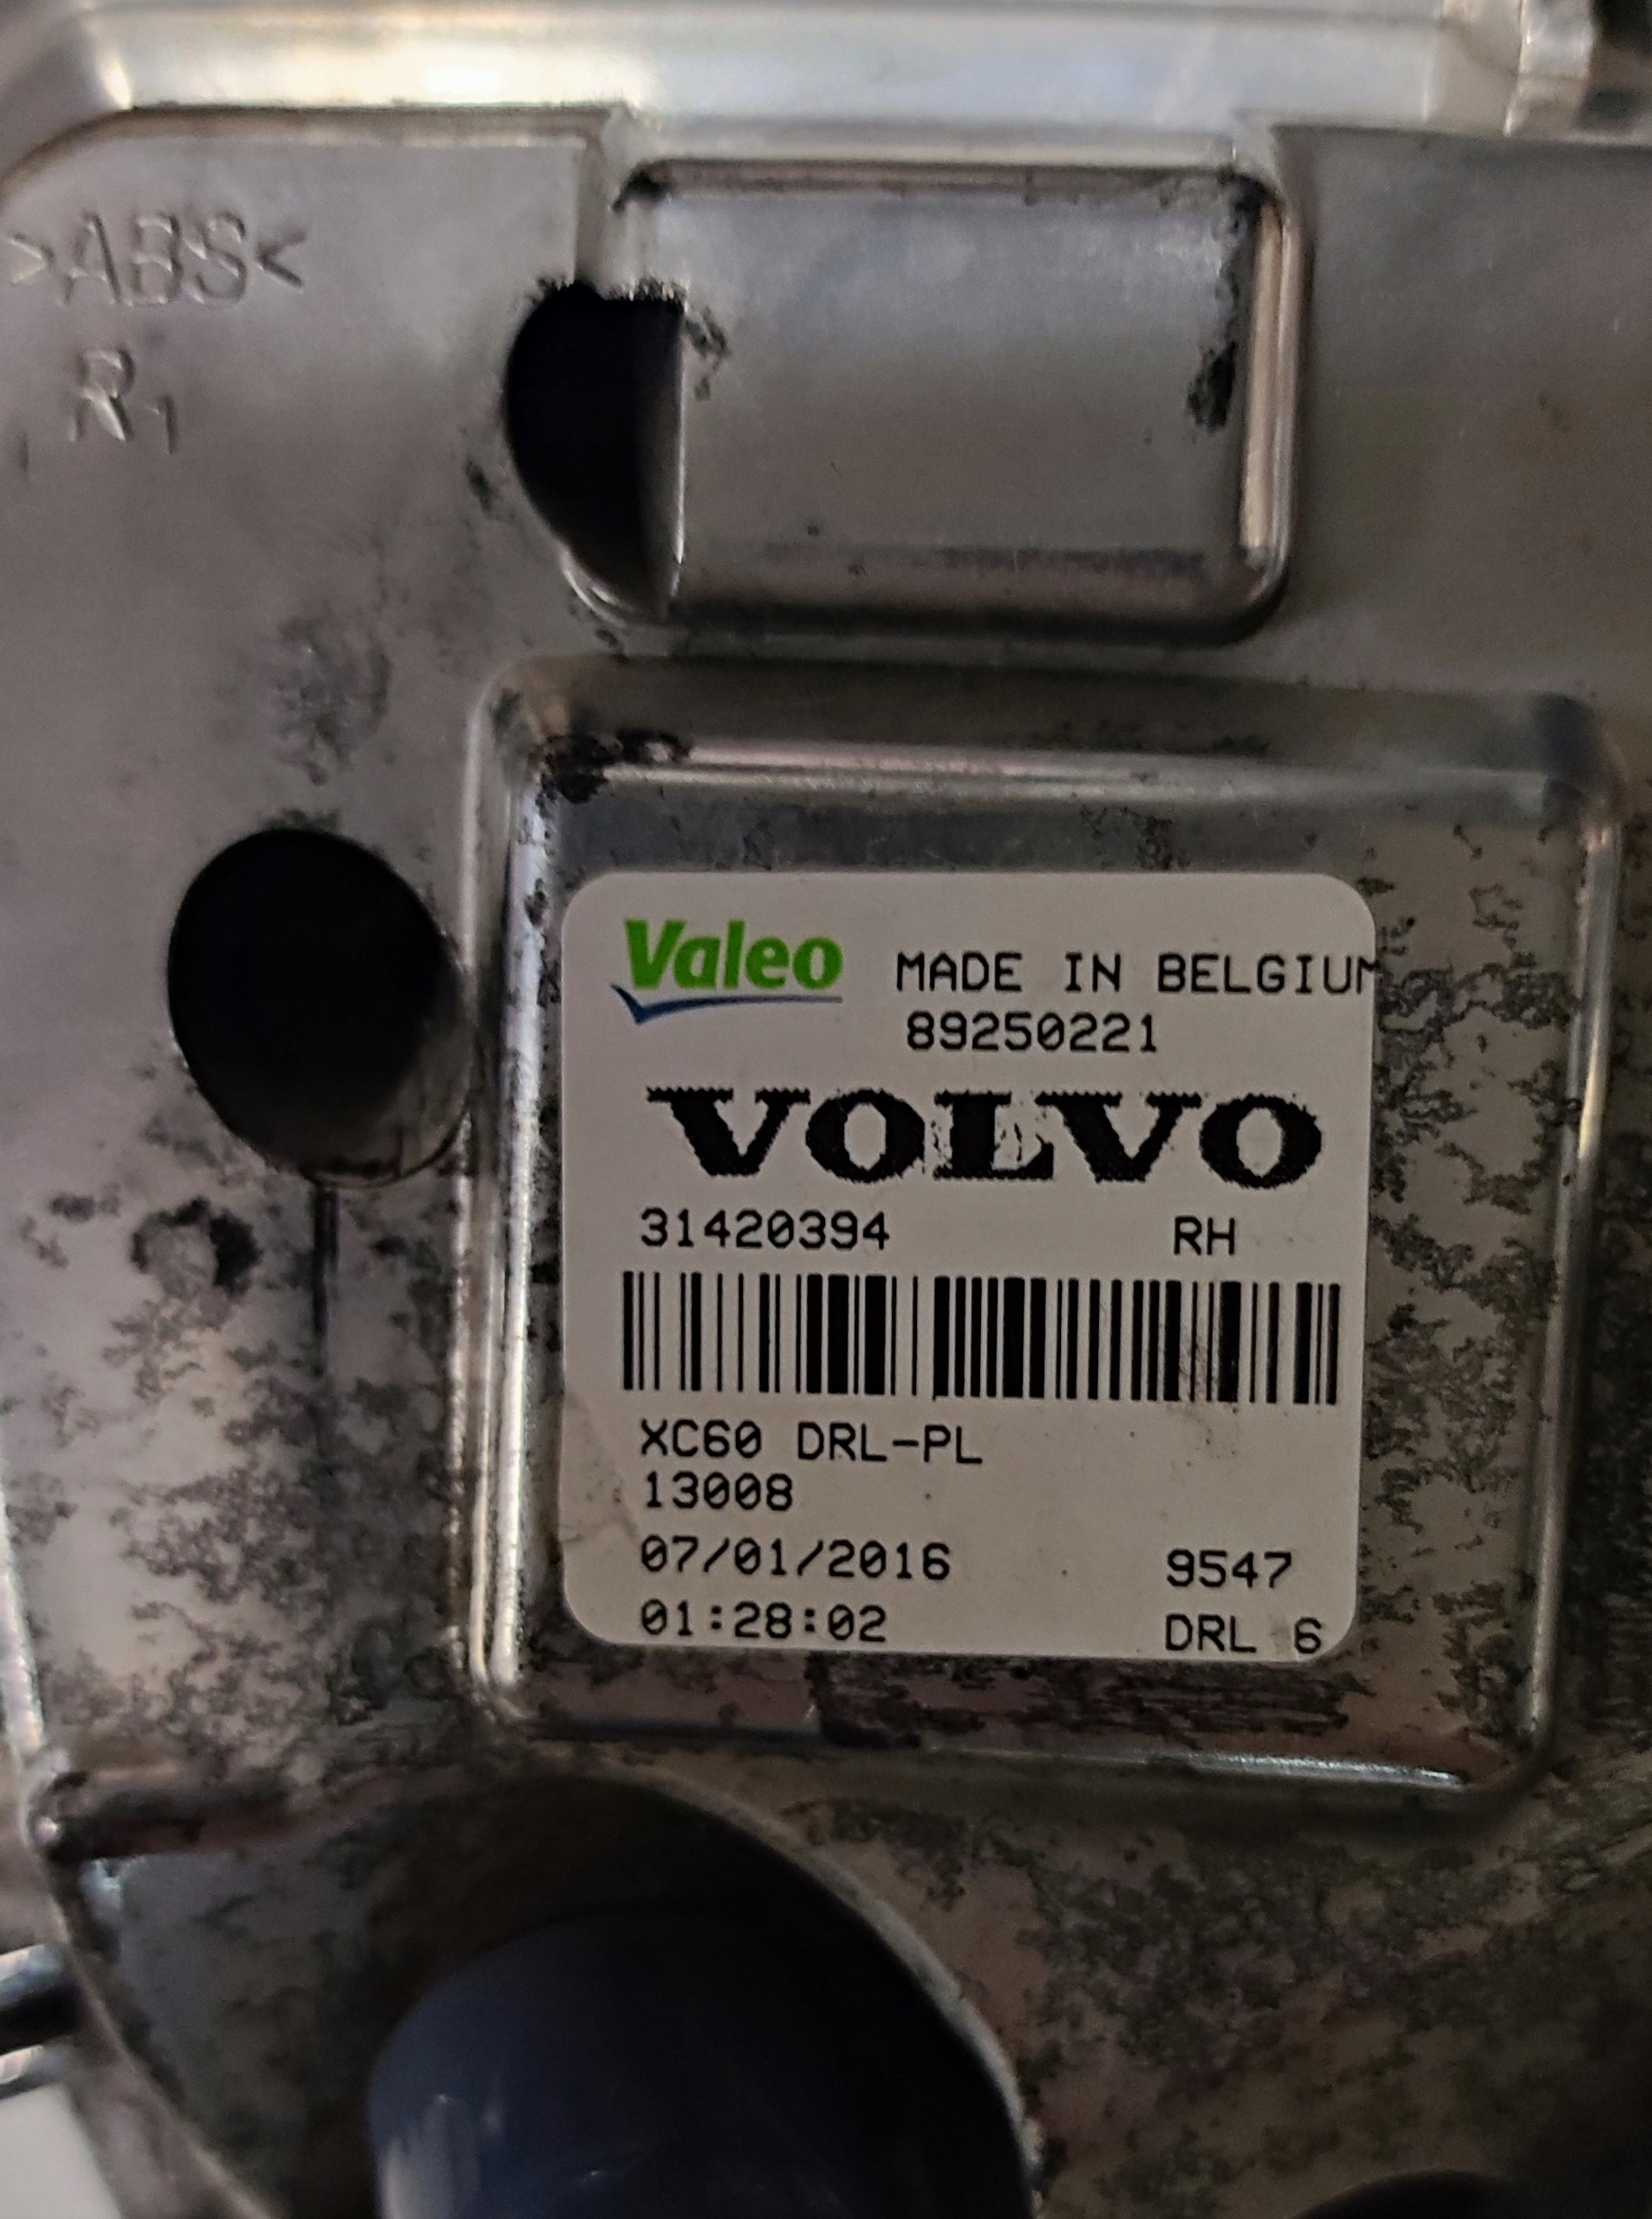 >ABS<
R1
Valeo MADE IN BELGIUM
89250221
VOLVO
31420394 RH
XC60 DRL-PL
13008
07/01/2016 9547
01:28:02 DRL 6